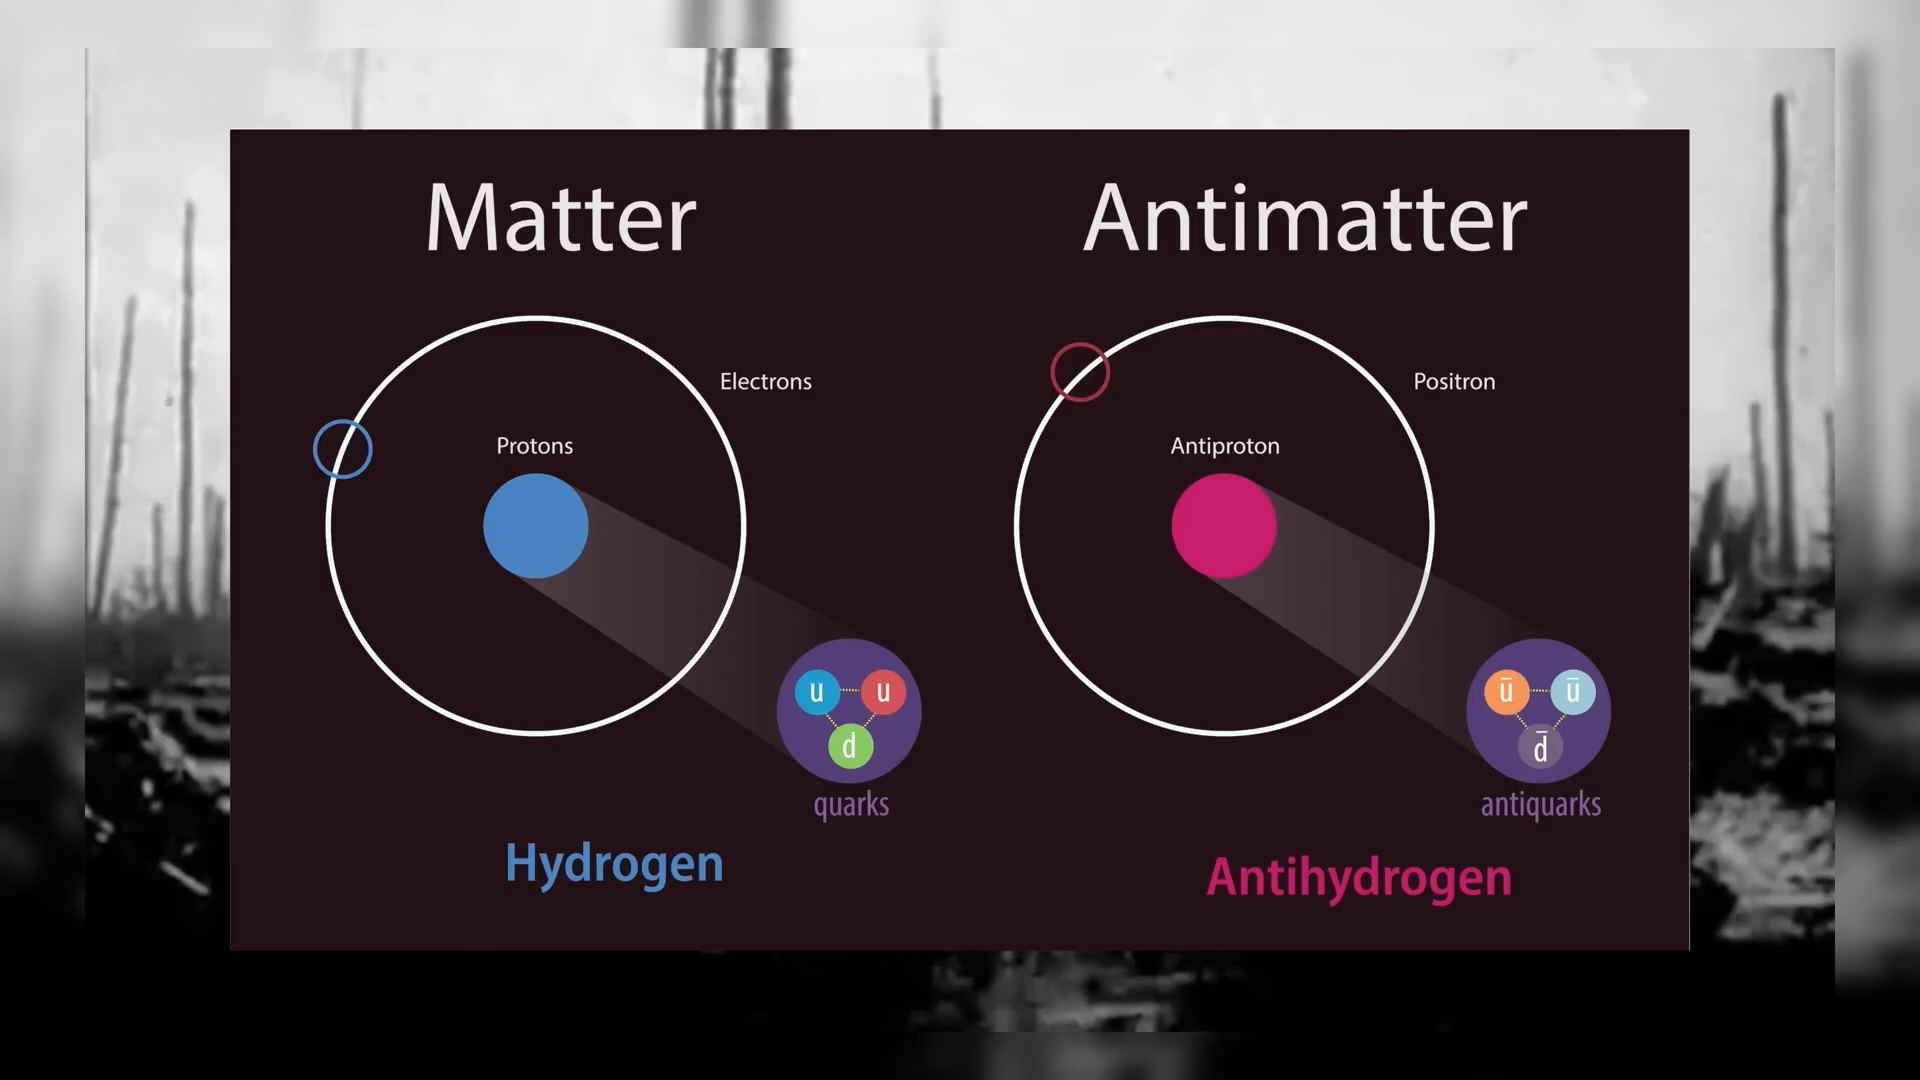 Matter
Electrons
Protons
u u
d
quarks
Hydrogen
Antimatter
Positron
Antiproton
ū ū
d̄
antiquarks
Antihydrogen